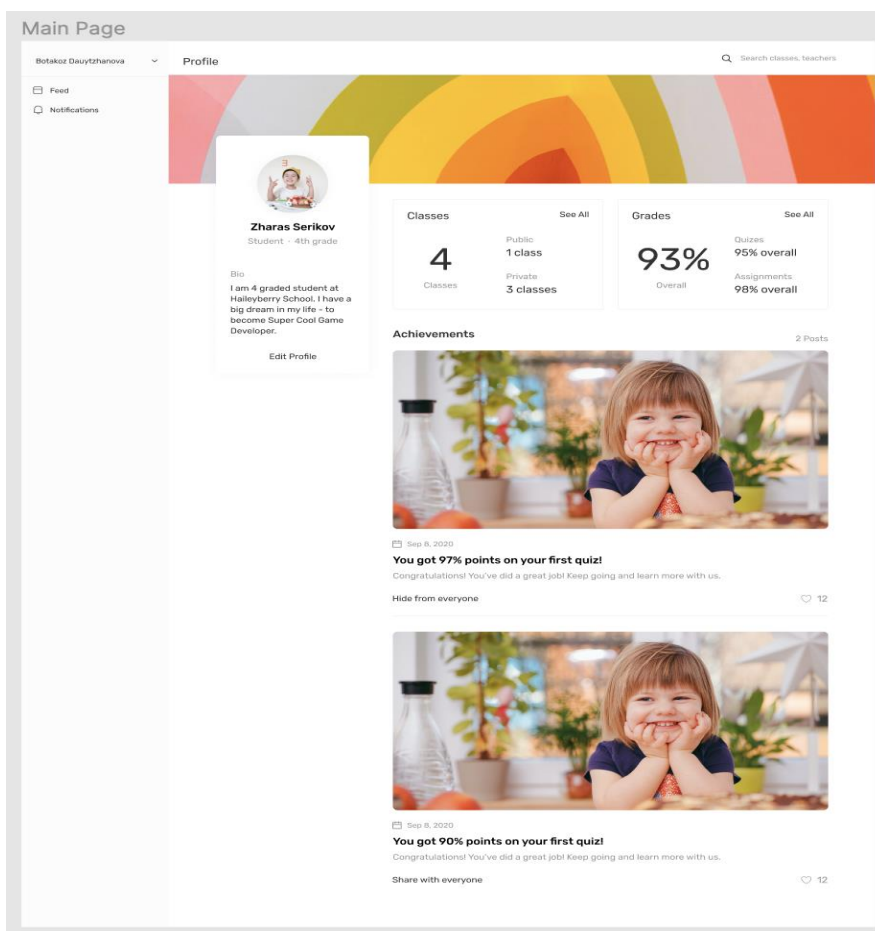 Main Page
Botakoz Dauytzhanova
Profile
Search classes, teachers
Feed
Notifications
Zharas Serikov
Student · 4th grade
Bio
I am 4 graded student at
Haileyberry School. I have a
big dream in my life - to
become Super Cool Game
Developer.
Edit Profile
Classes
See All
4
Classes
Public
1 class
Private
3 classes
Grades
See All
93%
Overall
Quizes
95% overall
Assignments
98% overall
Achievements
2 Posts
Sep 8, 2020
You got 97% points on your first quiz!
Congratulations! You've did a great job! Keep going and learn more with us.
Hide from everyone
12
Sep 8, 2020
You got 90% points on your first quiz!
Congratulations! You've did a great job! Keep going and learn more with us.
Share with everyone
12